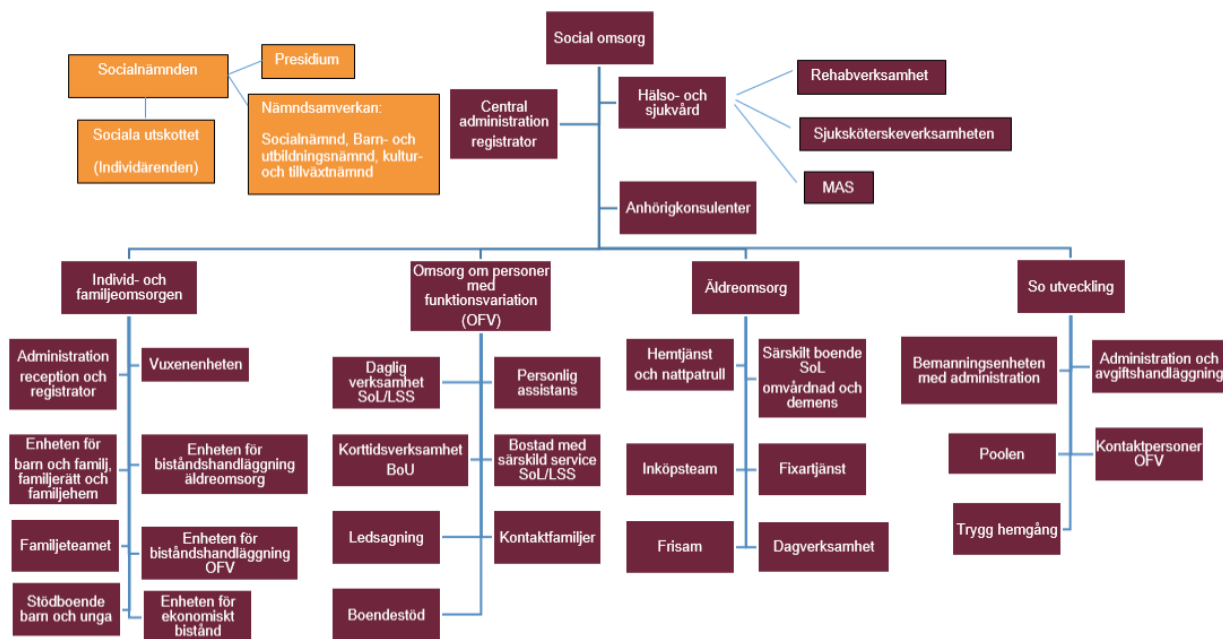 Social omsorg
Socialnämnden
Presidium
Sociala utskottet
(Individärenden)
Nämndsamverkan:
Socialnämnd, Barn- och
utbildningsnämnd, kultur-
och tillväxtnämnd
Central
administration
registrator
Hälso- och
sjukvård
Rehabverksamhet
Sjuksköterskeverksamheten
MAS
Anhörigkonsulenter
Individ- och
familjeomsorgen
Administration
reception och
registrator
Vuxenenheten
Enheten för
barn och familj,
familjerätt och
familjehem
Enheten för
biståndshandläggning
äldreomsorg
Familjeteamet
Enheten för
biståndshandläggning
OFV
Stödboende
barn och unga
Enheten för
ekonomiskt
bistånd
Omsorg om personer
med
funktionsvariation
(OFV)
Daglig
verksamhet
SoL/LSS
Personlig
assistans
Korttidsverksamhet
BoU
Bostad med
särskild service
SoL/LSS
Ledsagning
Kontaktfamiljer
Boendestöd
Äldreomsorg
Hemtjänst
och nattpatrull
Särskilt boende
SoL
omvårdnad och
demens
Inköpsteam
Fixartjänst
Frisam
Dagverksamhet
So utveckling
Bemanningsenheten
med administration
Administration och
avgiftshandläggning
Poolen
Kontaktpersoner
OFV
Trygg hemgång